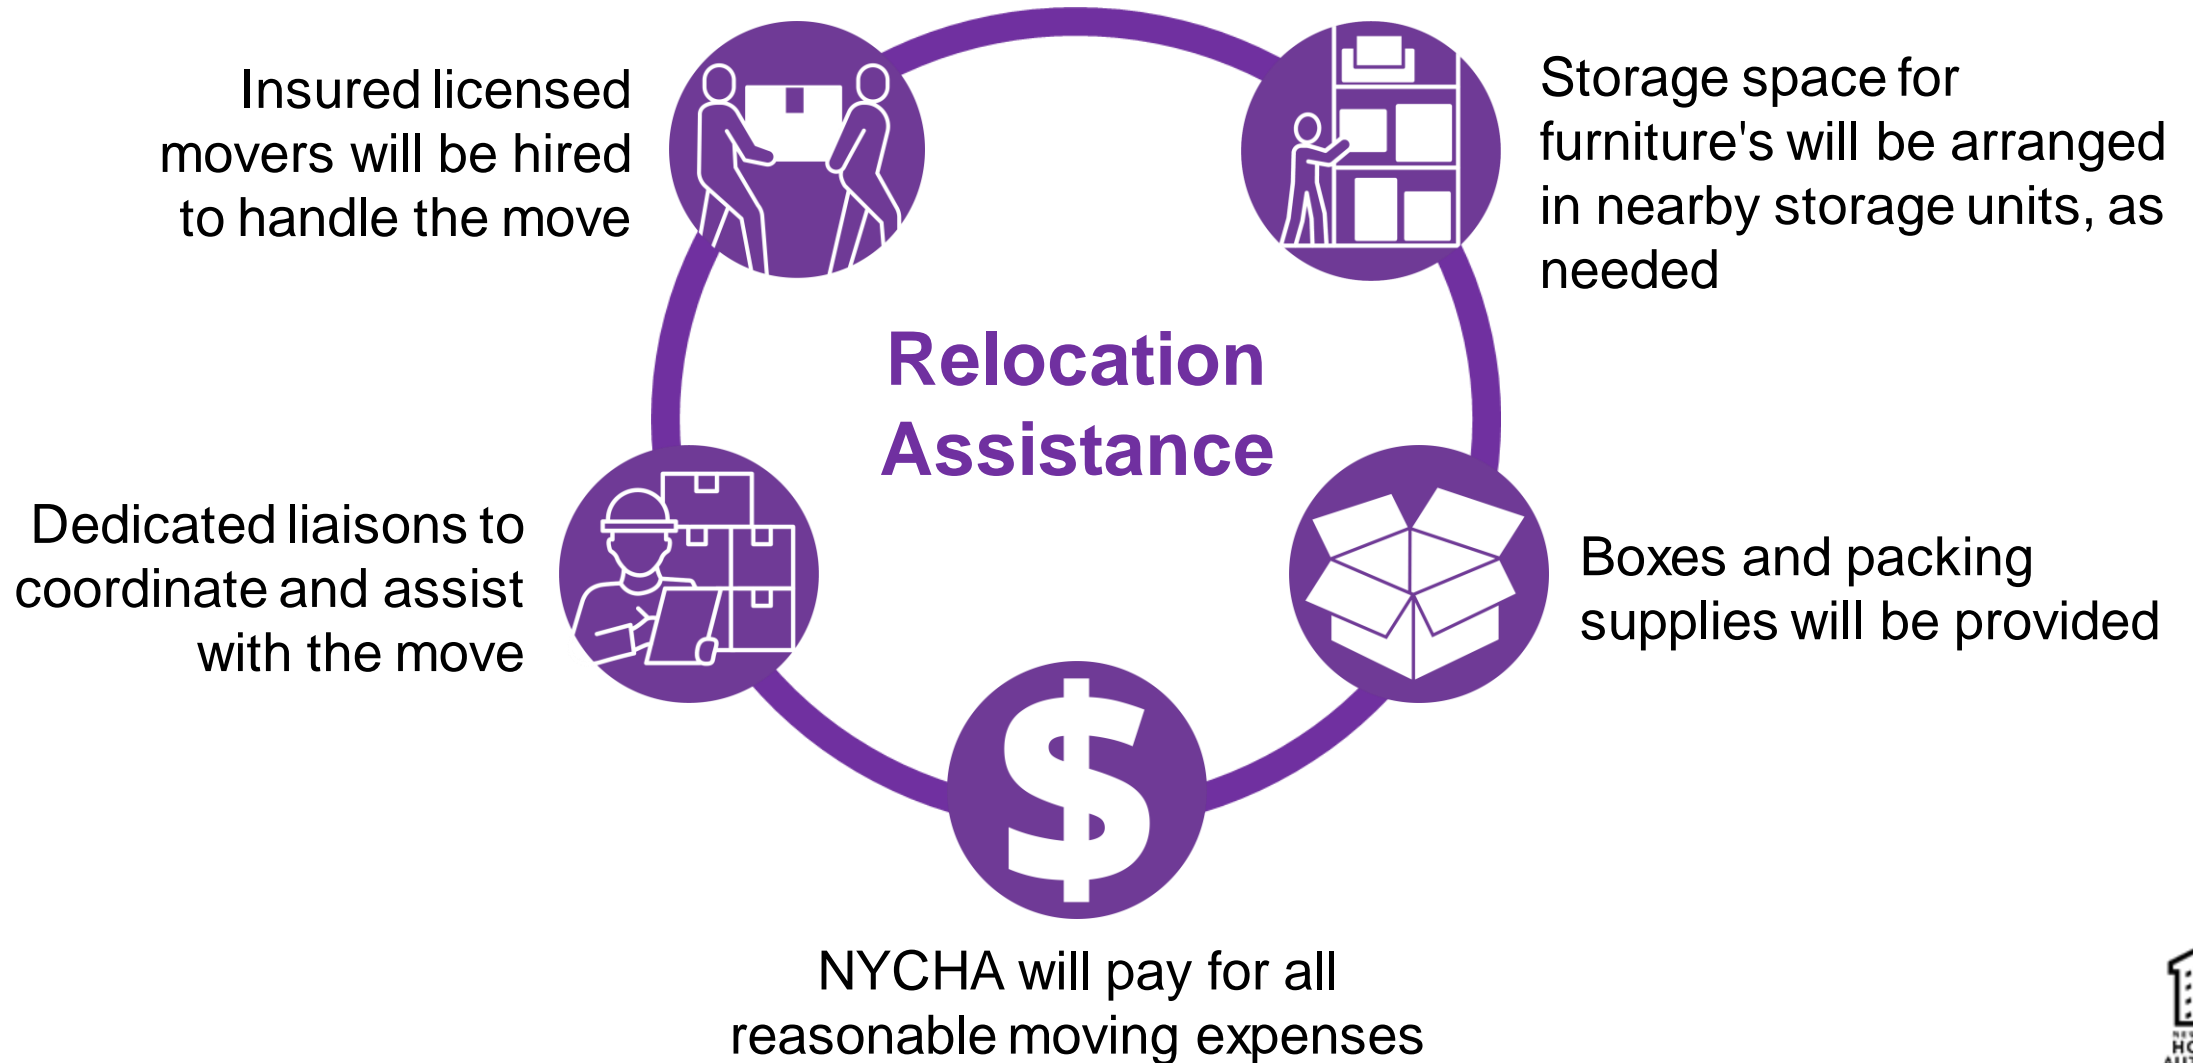 Insured licensed
movers will be hired
to handle the move
Storage space for
furniture's will be arranged
in nearby storage units, as
needed
Relocation
Assistance
Dedicated liaisons to
coordinate and assist
with the move
Boxes and packing
supplies will be provided
$
NYCHA will pay for all
reasonable moving expenses